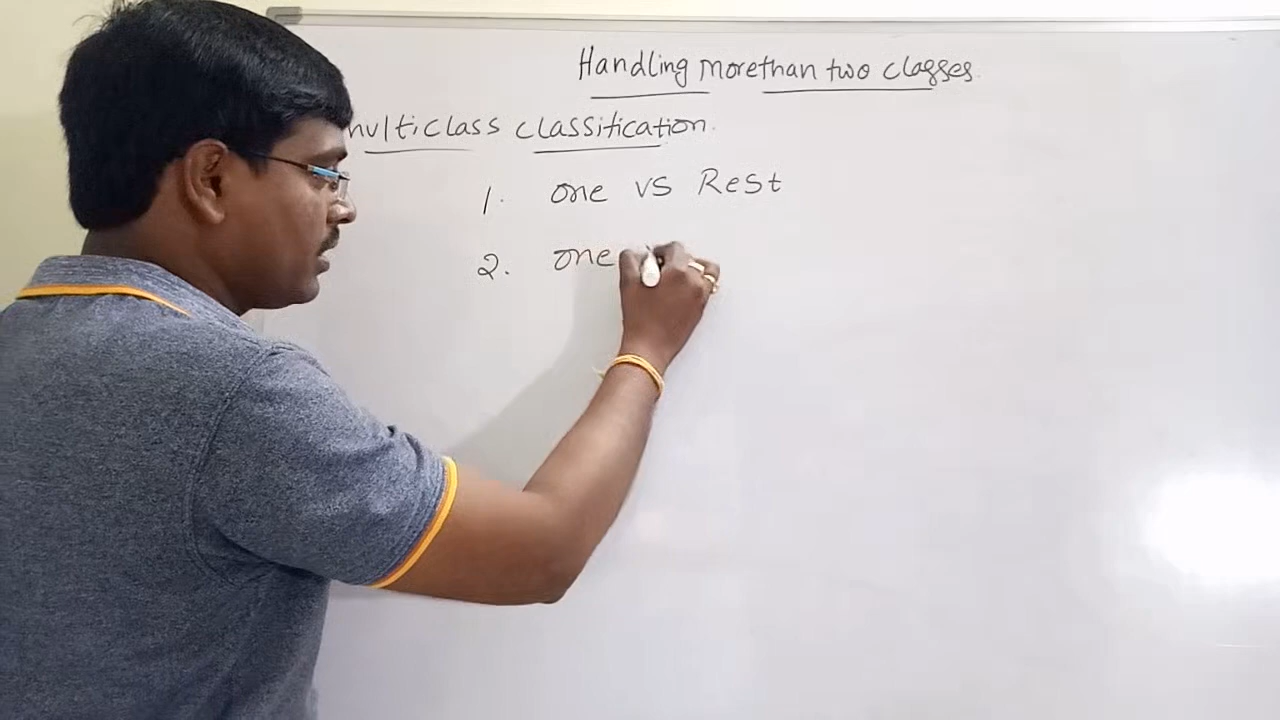 Handling morethan two classes.
multiclass classification.
1. one vs Rest
2. one